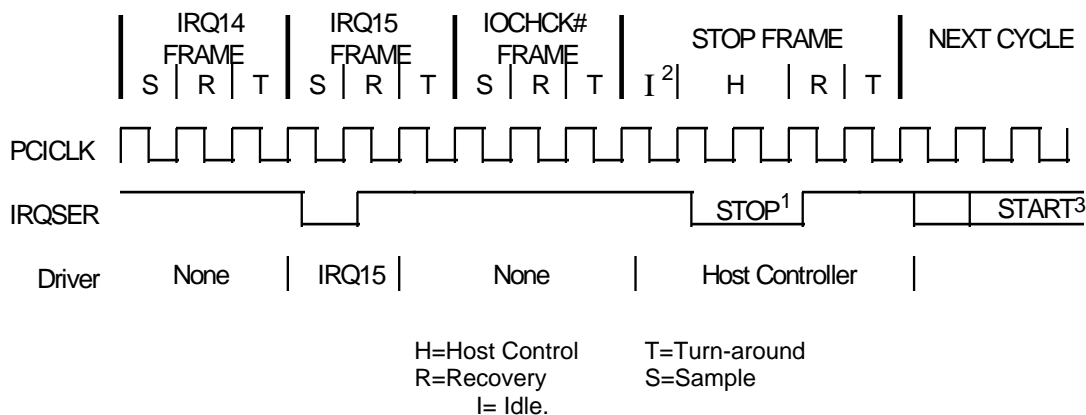 IRQ14 FRAME
IRQ15 FRAME
IOCHCK# FRAME
STOP FRAME
NEXT CYCLE
S R T S R T S R T I 2 H R T
PCICLK
IRQSER
STOP1
START3
Driver
None
IRQ15
None
Host Controller
H=Host Control
T=Turn-around
R=Recovery
S=Sample
I= Idle.